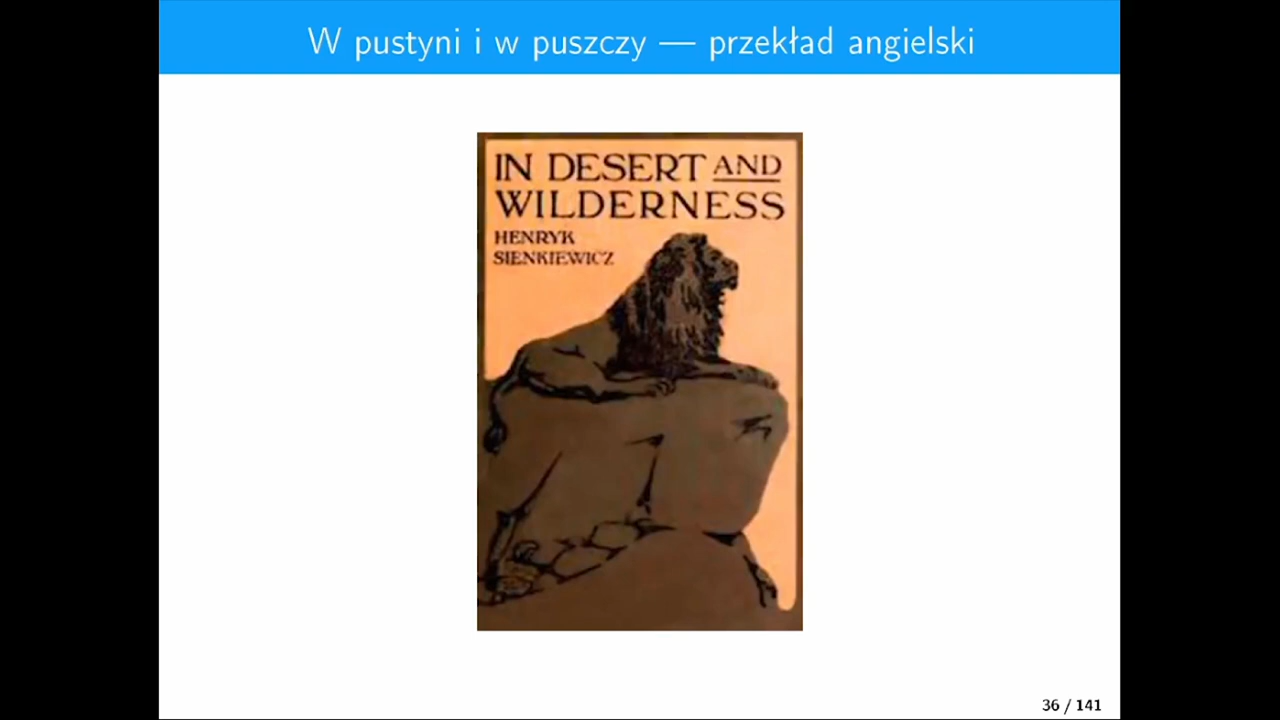 W pustyni i w puszczy — przekład angielski
IN DESERT AND
WILDERNESS
HENRYK
SIENKIEWICZ
36 / 141